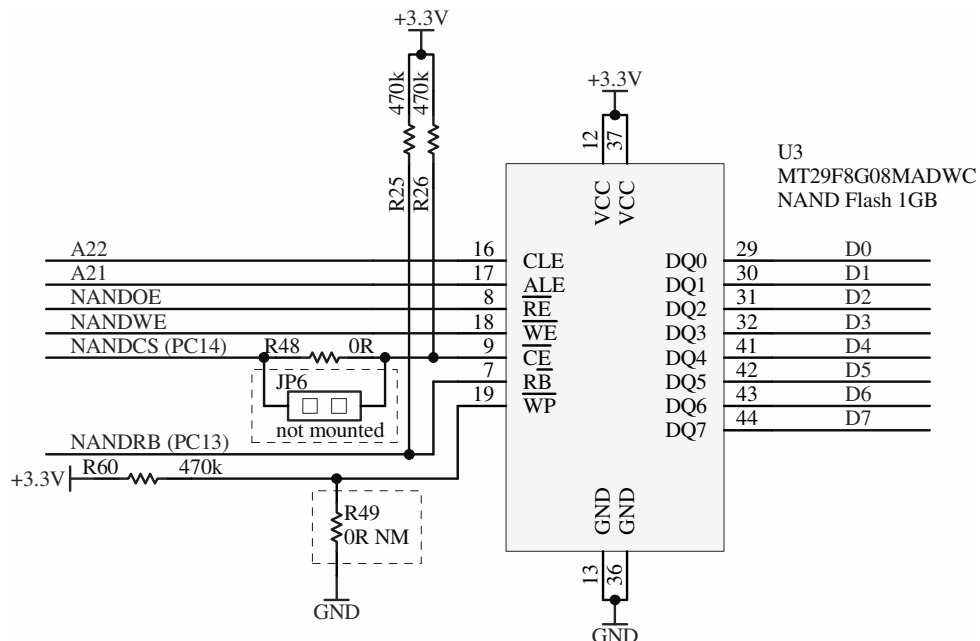 +3.3V
470k
470k
R25
R26
+3.3V
12
37
U3
MT29F8G08MADWC
NAND Flash 1GB
VCC
VCC
A22 16 CLE DQ0 29 D0
A21 17 ALE DQ1 30 D1
NANDOE 8 RE DQ2 31 D2
NANDWE 18 WE DQ3 32 D3
NANDCS (PC14) R48 0R 9 CE DQ4 41 D4
JP6 7 RB DQ5 42 D5
19 WP DQ6 43 D6
not mounted DQ7 44 D7
NANDRB (PC13)
+3.3V R60 470k
R49
0R NM
GND
GND
GND
13
36
GND